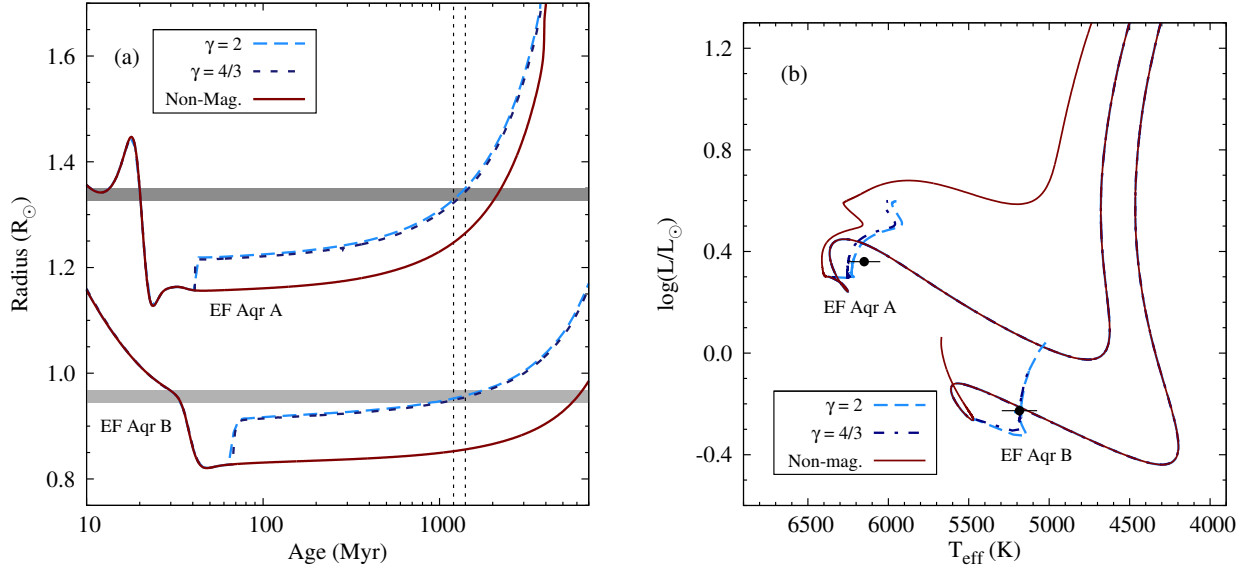 (a)
γ = 2
γ = 4/3
Non-Mag.
EF Aqr A
EF Aqr B
Radius (R☉)
1.6
1.4
1.2
1.0
0.8
10
100
1000
Age (Myr)
(b)
EF Aqr A
EF Aqr B
γ = 2
γ = 4/3
Non-mag.
log(L/L☉)
1.2
0.8
0.4
0.0
-0.4
6500
6000
5500
5000
4500
4000
Teff (K)